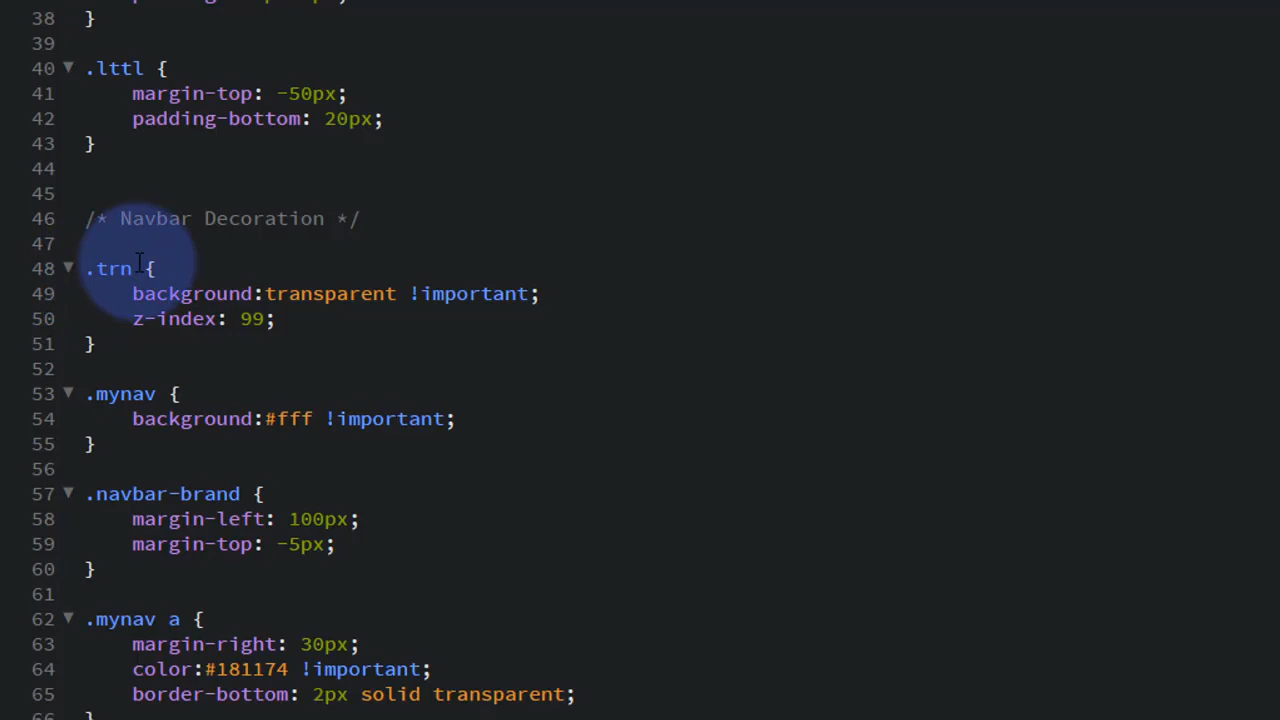 38 }
39
40 ▼ .lttl {
41 margin-top: -50px;
42 padding-bottom: 20px;
43 }
44
45
46 /* Navbar Decoration */
47
48 ▼ .trn {
49 background:transparent !important;
50 z-index: 99;
51 }
52
53 ▼ .mynav {
54 background:#fff !important;
55 }
56
57 ▼ .navbar-brand {
58 margin-left: 100px;
59 margin-top: -5px;
60 }
61
62 ▼ .mynav a {
63 margin-right: 30px;
64 color:#181174 !important;
65 border-bottom: 2px solid transparent;
66 }